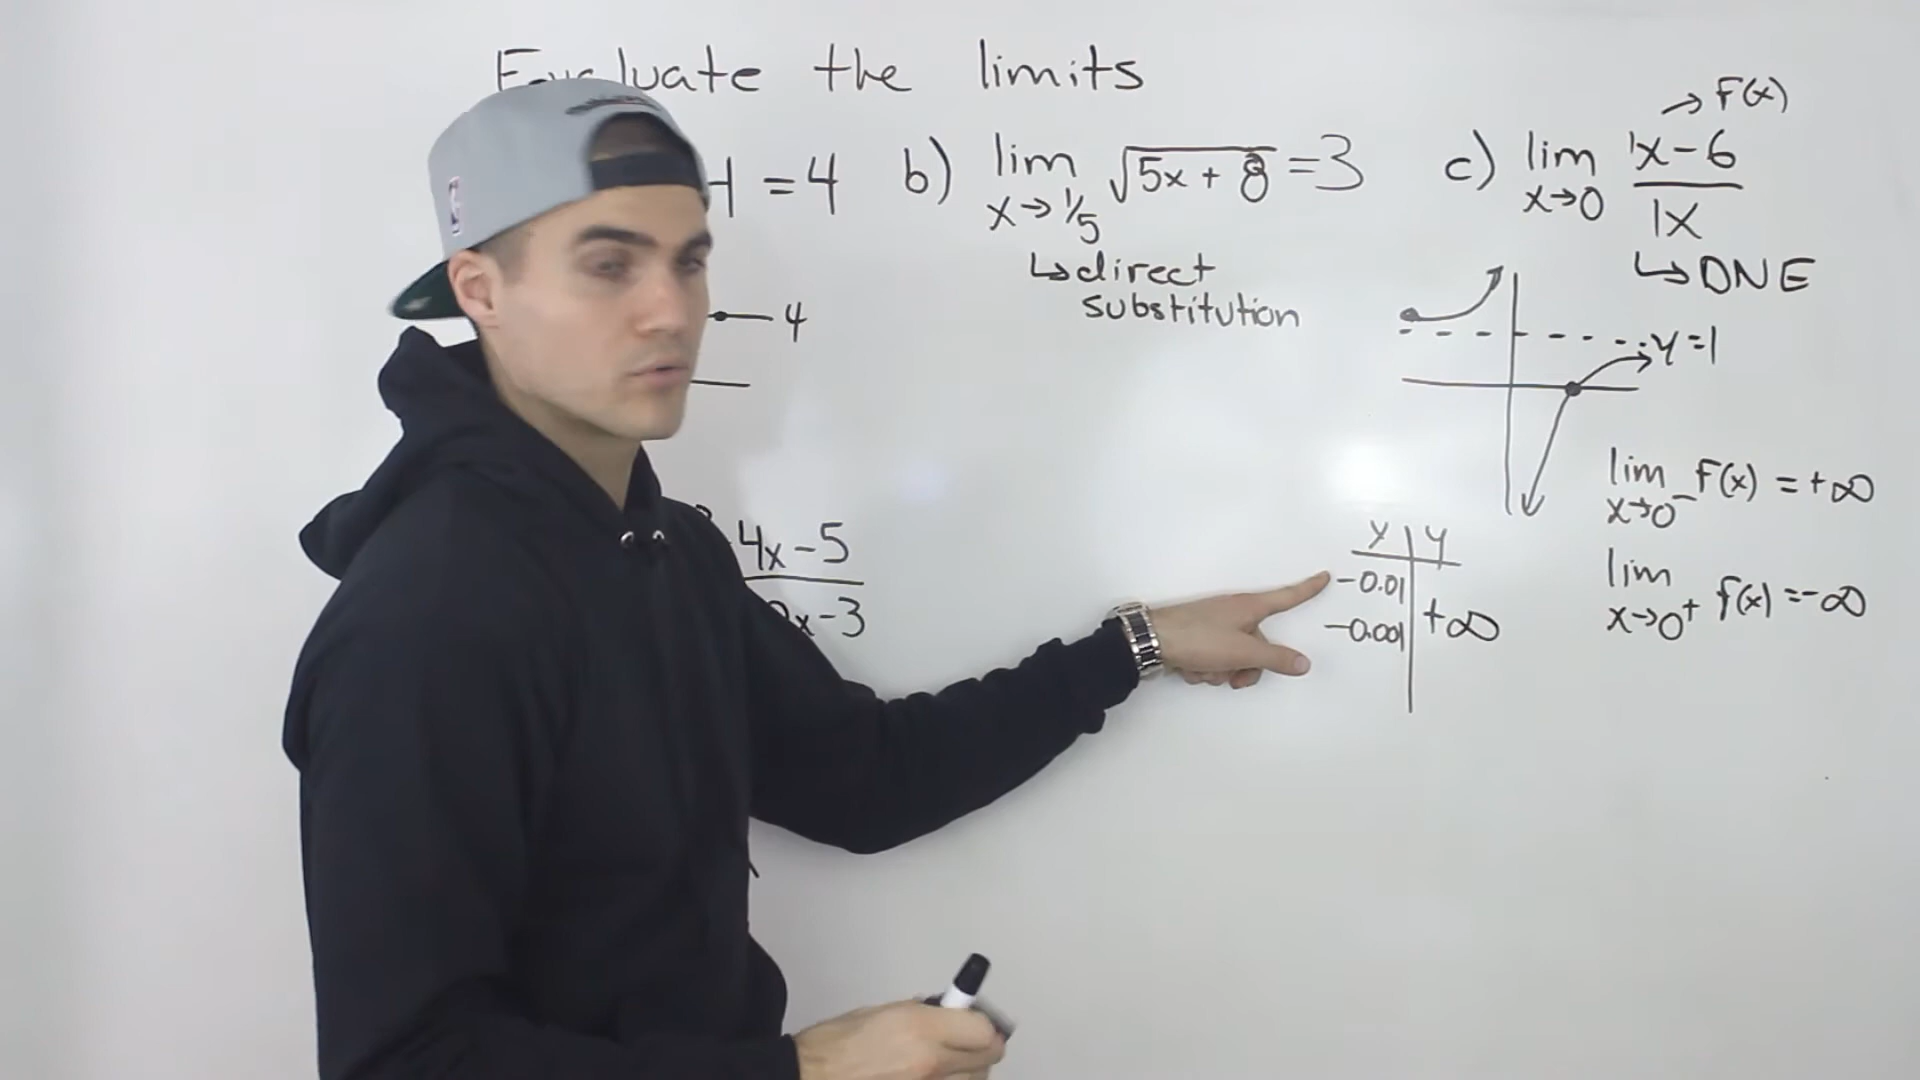 Evaluate the limits
= 4
b) lim x→1/5 √5x + 8 = 3
↳ direct
substitution
4
c) lim x→0 1x-6 / 1x
→ F(x)
↳ DNE
y=1
lim x→0⁻ F(x) = +∞
lim x→0⁺ f(x) = -∞
x | y
-0.01
-0.001
+∞
4x-5
x-3